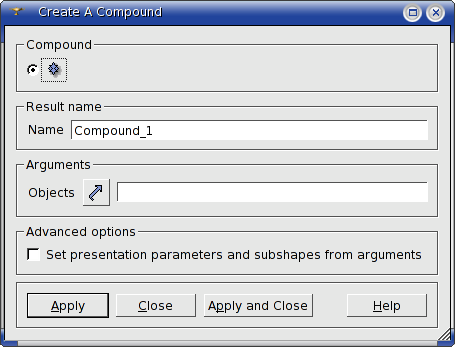 Create A Compound
Compound
Result name
Name Compound_1
Arguments
Objects
Advanced options
Set presentation parameters and subshapes from arguments
Apply Close Apply and Close Help